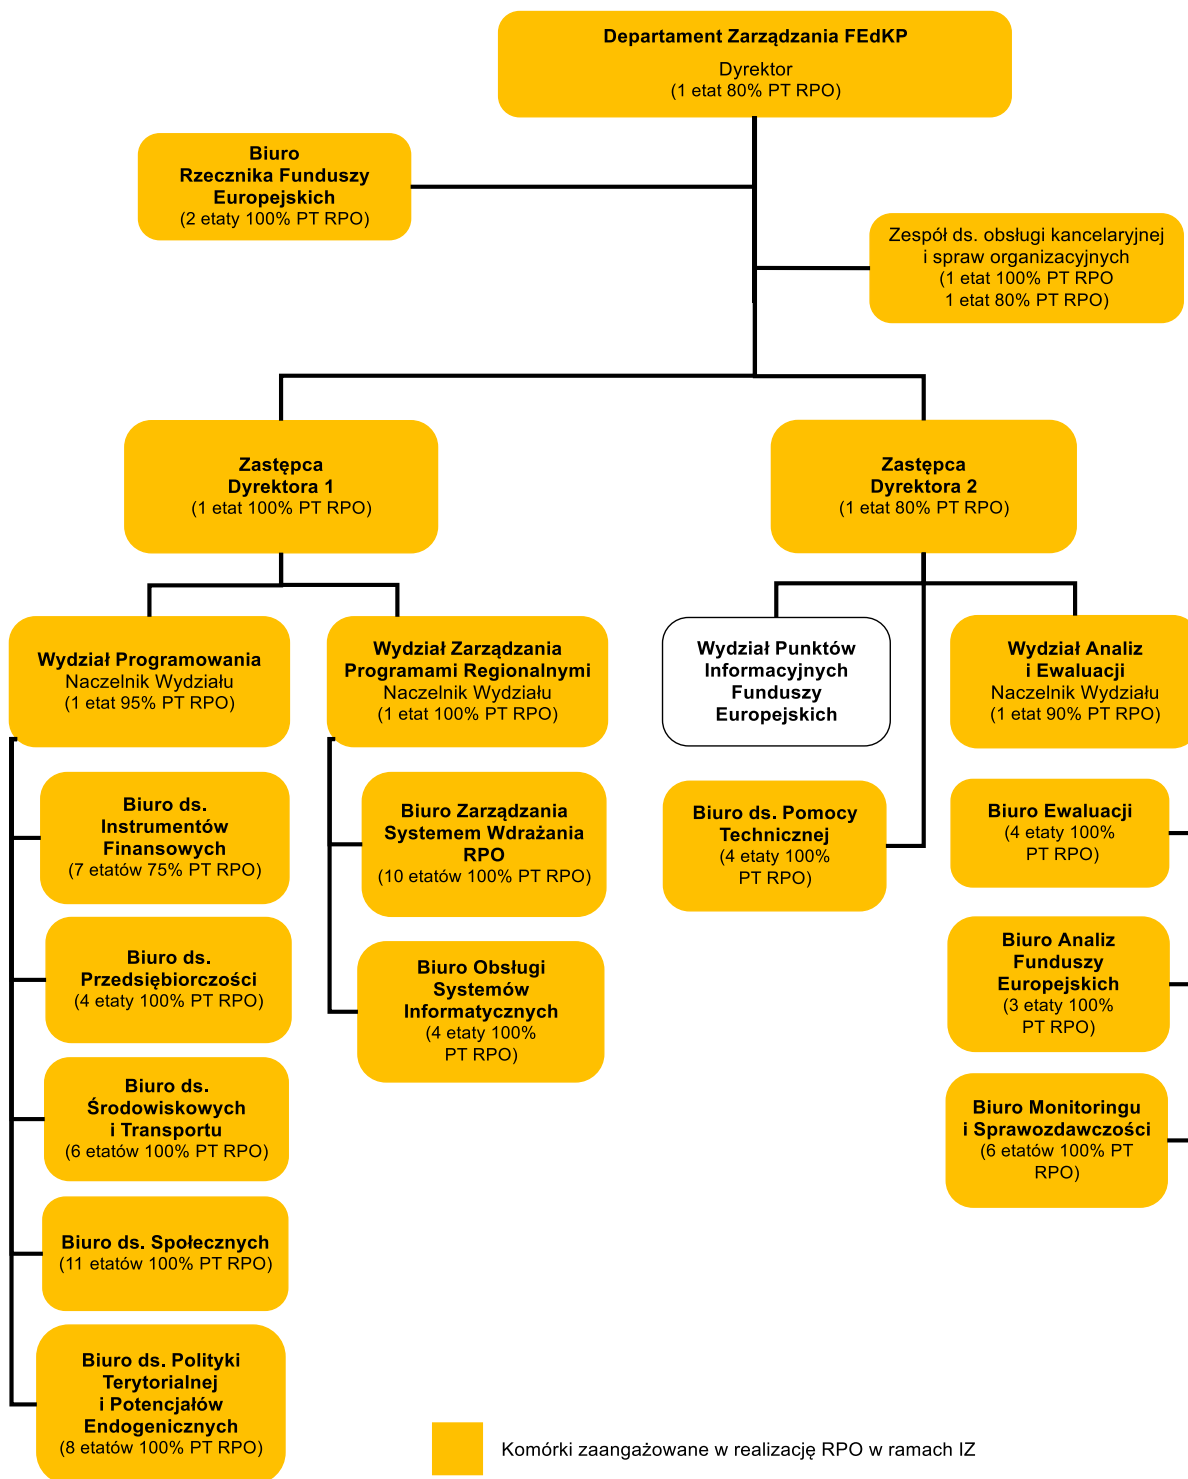 Departament Zarządzania FEdKP
Dyrektor
(1 etat 80% PT RPO)
Biuro
Rzecznika Funduszy
Europejskich
(2 etaty 100% PT RPO)
Zespół ds. obsługi kancelaryjnej
i spraw organizacyjnych
(1 etat 100% PT RPO
1 etat 80% PT RPO)
Zastępca
Dyrektora 1
(1 etat 100% PT RPO)
Zastępca
Dyrektora 2
(1 etat 80% PT RPO)
Wydział Programowania
Naczelnik Wydziału
(1 etat 95% PT RPO)
Wydział Zarządzania
Programami Regionalnymi
Naczelnik Wydziału
(1 etat 100% PT RPO)
Wydział Punktów
Informacyjnych
Funduszy
Europejskich
Wydział Analiz
i Ewaluacji
Naczelnik Wydziału
(1 etat 90% PT RPO)
Biuro ds.
Instrumentów
Finansowych
(7 etatów 75% PT RPO)
Biuro Zarządzania
Systemem Wdrażania
RPO
(10 etatów 100% PT RPO)
Biuro ds. Pomocy
Technicznej
(4 etaty 100%
PT RPO)
Biuro Ewaluacji
(4 etaty 100%
PT RPO)
Biuro ds.
Przedsiębiorczości
(4 etaty 100% PT RPO)
Biuro Obsługi
Systemów
Informatycznych
(4 etaty 100%
PT RPO)
Biuro Analiz
Funduszy
Europejskich
(3 etaty 100%
PT RPO)
Biuro ds.
Środowiskowych
i Transportu
(6 etatów 100% PT RPO)
Biuro Monitoringu
i Sprawozdawczości
(6 etatów 100% PT
RPO)
Biuro ds. Społecznych
(11 etatów 100% PT RPO)
Biuro ds. Polityki
Terytorialnej
i Potencjałów
Endogenicznych
(8 etatów 100% PT RPO)
Komórki zaangażowane w realizację RPO w ramach IZ